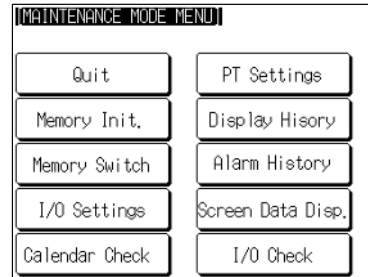 [MAINTENANCE MODE MENU]
Quit
PT Settings
Memory Init.
Display Hisory
Memory Switch
Alarm History
I/O Settings
Screen Data Disp.
Calendar Check
I/O Check